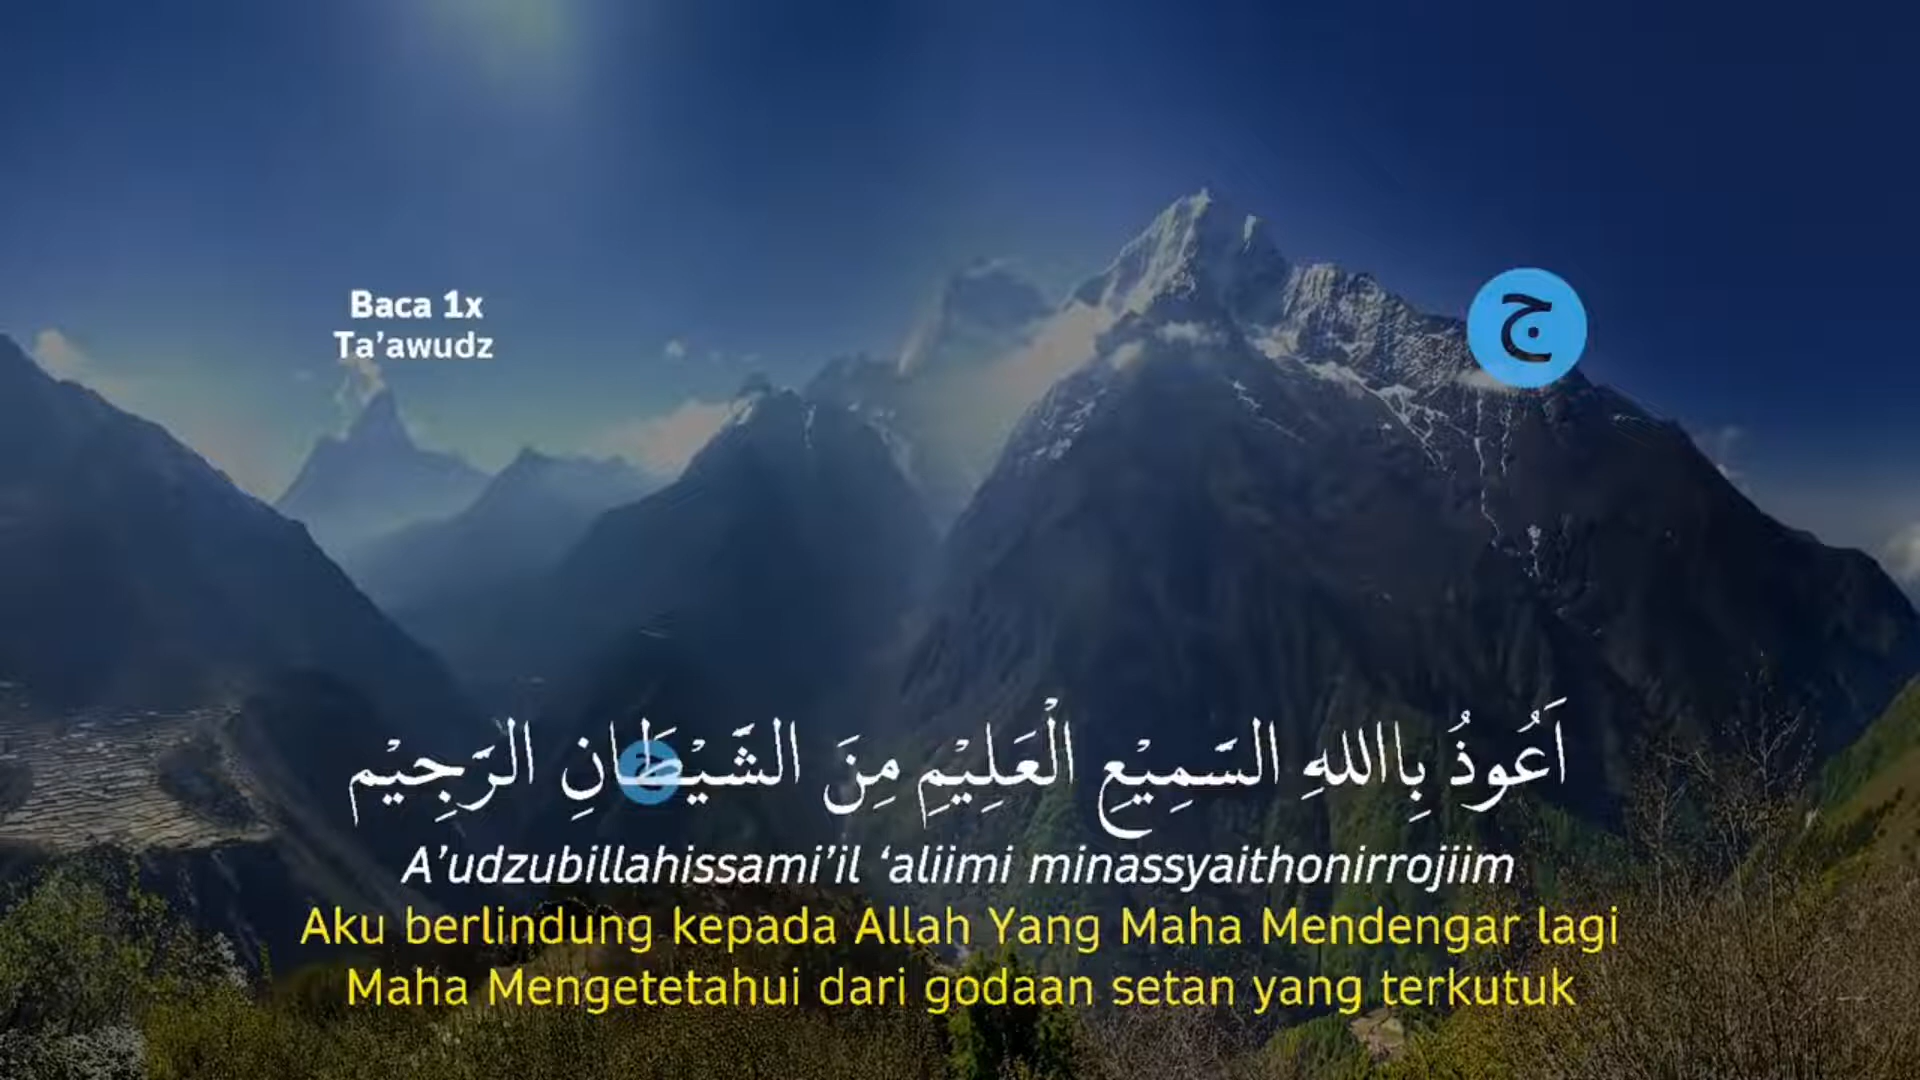 Baca 1x
Ta’awudz
ج
اَعُوذُ بِااللهِ السَّمِيْعِ الْعَلِيْمِ مِنَ الشَّيْطَانِ الرَّجِيْمِ
A’udzubillahissami’il ‘aliimi minassyaithonirrojiim
Aku berlindung kepada Allah Yang Maha Mendengar lagi
Maha Mengetetahui dari godaan setan yang terkutuk